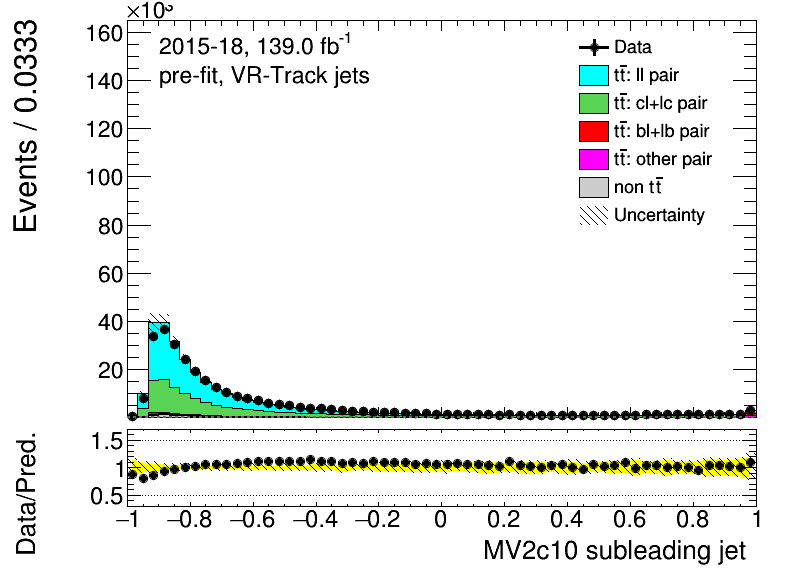 ×10³
Events / 0.0333
160
140
120
100
80
60
40
20
2015-18, 139.0 fb⁻¹
pre-fit, VR-Track jets
Data
tt̅: ll pair
tt̅: cl+lc pair
tt̅: bl+lb pair
tt̅: other pair
non tt̅
Uncertainty
Data/Pred.
1.5
1
0.5
−1 −0.8 −0.6 −0.4 −0.2 0 0.2 0.4 0.6 0.8 1
MV2c10 subleading jet